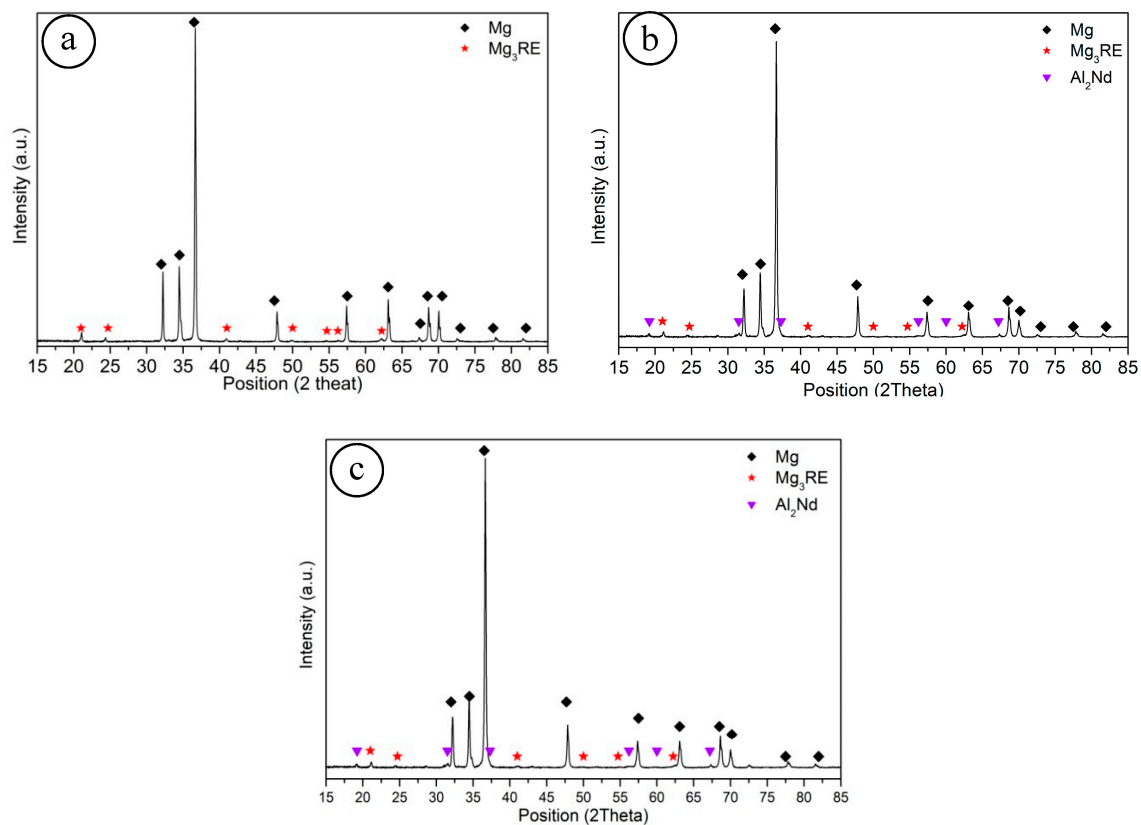 a
Mg
Mg3RE
Intensity (a.u.)
15 20 25 30 35 40 45 50 55 60 65 70 75 80 85
Position (2 theat)
b
Mg
Mg3RE
Al2Nd
Intensity (a.u.)
15 20 25 30 35 40 45 50 55 60 65 70 75 80 85
Position (2Theta)
c
Mg
Mg3RE
Al2Nd
Intensity (a.u.)
15 20 25 30 35 40 45 50 55 60 65 70 75 80 85
Position (2Theta)